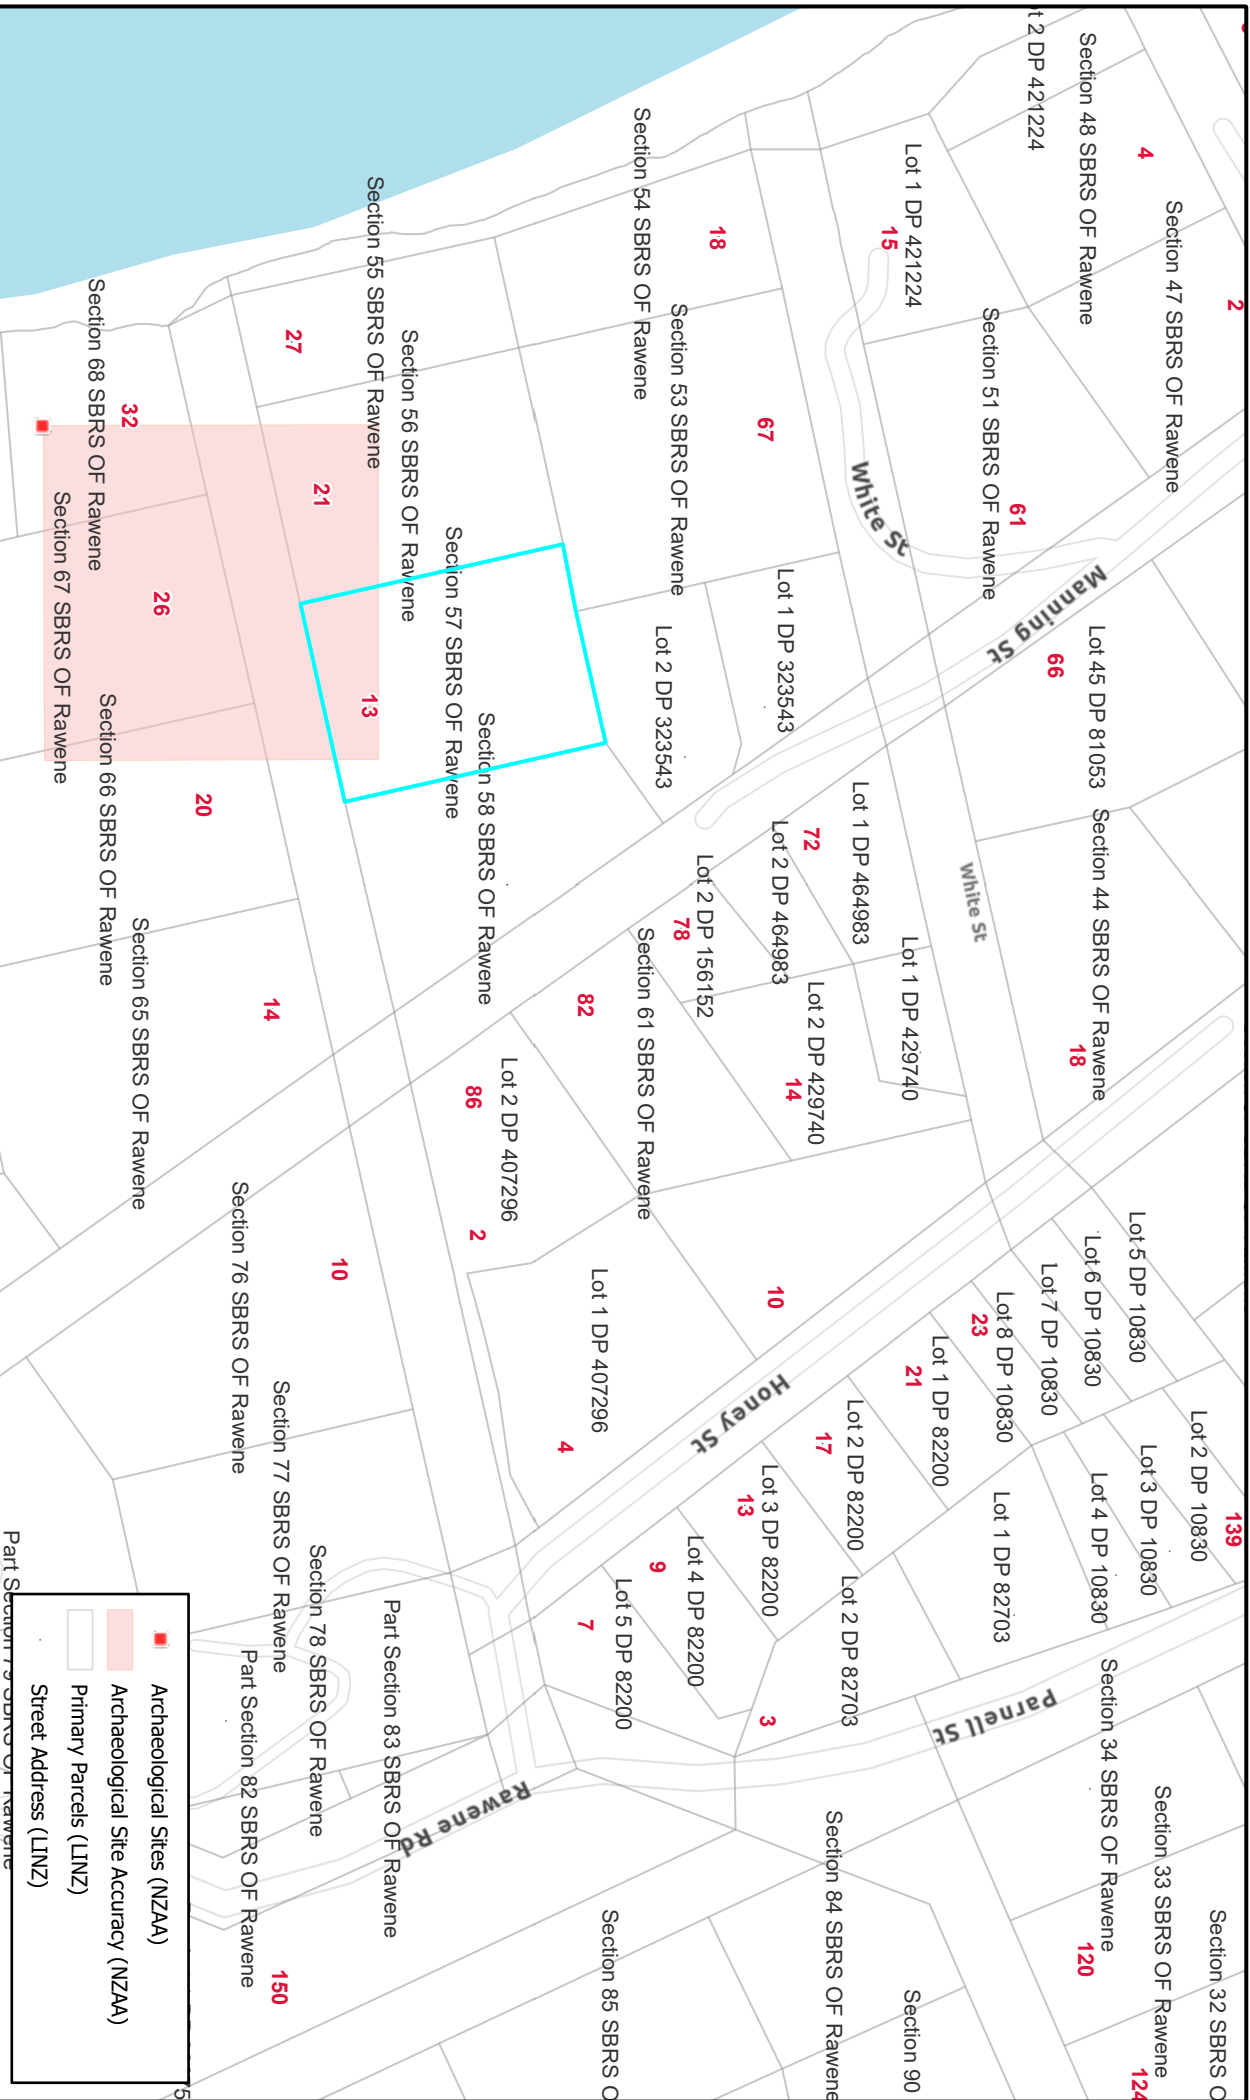 Section 32 SBRS O
124
Section 33 SBRS OF Rawene
120
Section 34 SBRS OF Rawene
Section 90
Section 84 SBRS OF Rawene
Section 85 SBRS O
139
Lot 2 DP 10830
Lot 3 DP 10830
Lot 4 DP 10830
Lot 5 DP 10830
Lot 6 DP 10830
Lot 7 DP 10830
Lot 8 DP 10830
23
Lot 1 DP 82200
21
Lot 1 DP 82703
Lot 2 DP 82703
Lot 2 DP 82200
17
Lot 3 DP 82200
13
Lot 4 DP 82200
9
Lot 5 DP 82200
7
3
Parnell St
Rawene Rd
Honey St
10
Lot 1 DP 407296
4
2
Lot 2 DP 407296
86
82
Section 61 SBRS OF Rawene
Section 44 SBRS OF Rawene
18
White St
Lot 1 DP 429740
Lot 2 DP 429740
14
Lot 1 DP 464983
72
Lot 2 DP 464983
Lot 2 DP 156152
78
Lot 45 DP 81053
66
Manning St
2
Section 47 SBRS OF Rawene
4
Section 48 SBRS OF Rawene
t 2 DP 421224
61
Section 51 SBRS OF Rawene
Lot 1 DP 421224
15
White St
67
Lot 1 DP 323543
Lot 2 DP 323543
18
Section 53 SBRS OF Rawene
Section 54 SBRS OF Rawene
Section 58 SBRS OF Rawene
Section 57 SBRS OF Rawene
Section 56 SBRS OF Rawene
Section 55 SBRS OF Rawene
13
21
27
14
20
26
32
Section 65 SBRS OF Rawene
Section 66 SBRS OF Rawene
Section 67 SBRS OF Rawene
Section 68 SBRS OF Rawene
10
Section 76 SBRS OF Rawene
Section 77 SBRS OF Rawene
Section 78 SBRS OF Rawene
Part Section 83 SBRS OF Rawene
Part Section 82 SBRS OF Rawene
150
Part Section 79 SBRS OF Rawene
Archaeological Sites (NZAA)
Archaeological Site Accuracy (NZAA)
Primary Parcels (LINZ)
Street Address (LINZ)